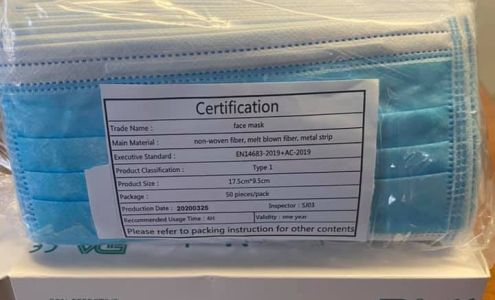 Certification
Trade Name : face mask
Main Material : non-woven fiber, melt blown fiber, metal strip
Executive Standard : EN14683-2019+AC-2019
Product Classification : Type 1
Product Size : 17.5cm*9.5cm
Package : 50 pieces/pack
Production Date : 20200325 Inspector : SJ03
Recommended Usage Time : 4H Validity : one year
Please refer to packing instruction for other contents